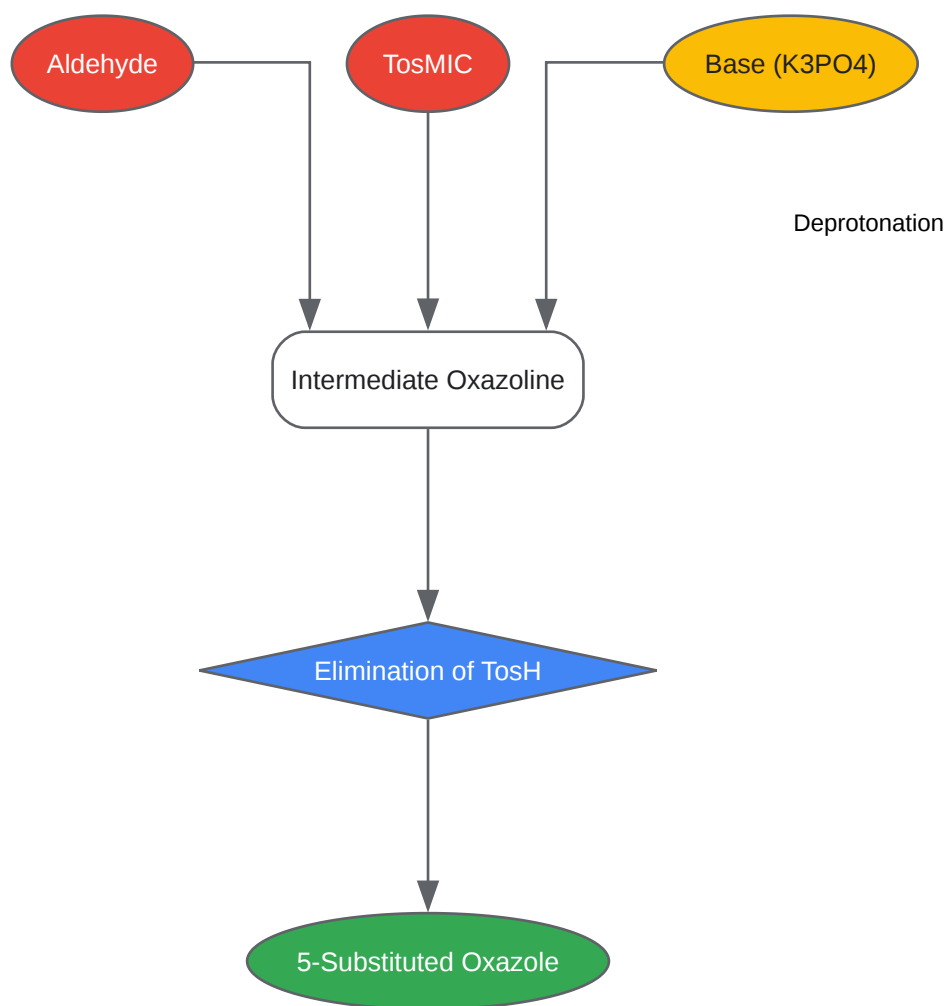 Aldehyde
TosMIC
Base (K3PO4)
Deprotonation
Intermediate Oxazoline
Elimination of TosH
5-Substituted Oxazole